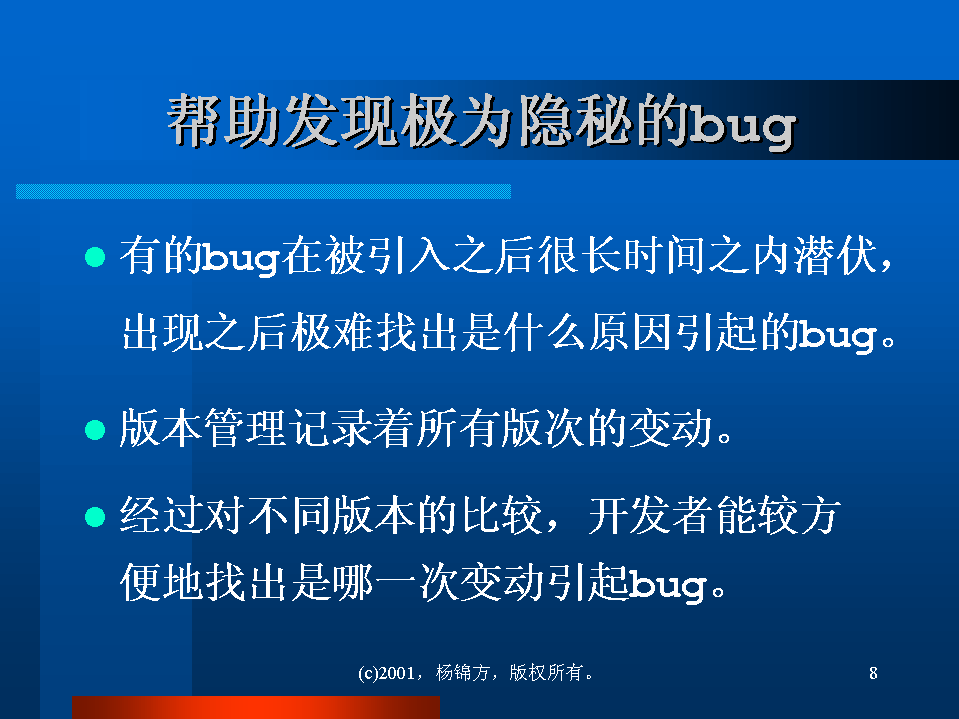 帮助发现极为隐秘的bug
有的bug在被引入之后很长时间之内潜伏，
出现之后极难找出是什么原因引起的bug。
版本管理记录着所有版次的变动。
经过对不同版本的比较，开发者能较方
便地找出是哪一次变动引起bug。
(c)2001，杨锦方，版权所有。
8